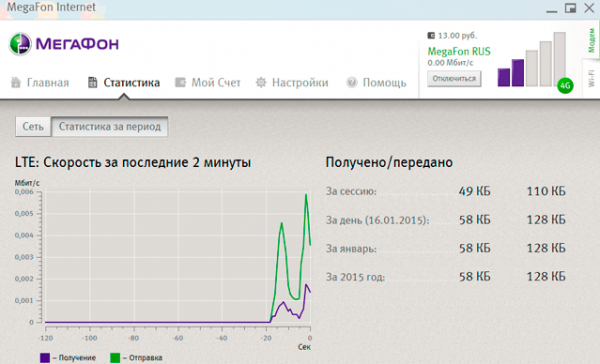 MegaFon Internet
МЕГАФОН
13.00 руб.
MegaFon RUS
0.00 Мбит/с
Отключиться
4G
Модем
Wi-Fi
Главная
Статистика
Мой Счет
Настройки
Помощь
Сеть
Статистика за период
LTE: Скорость за последние 2 минуты
Мбит/с
0,006
0,005
0,004
0,003
0,002
0,001
0
-120 -100 -80 -60 -40 -20 0
Сек
– Получение – Отправка
Получено/передано
За сессию: 49 КБ 110 КБ
За день (16.01.2015): 58 КБ 128 КБ
За январь: 58 КБ 128 КБ
За 2015 год: 58 КБ 128 КБ